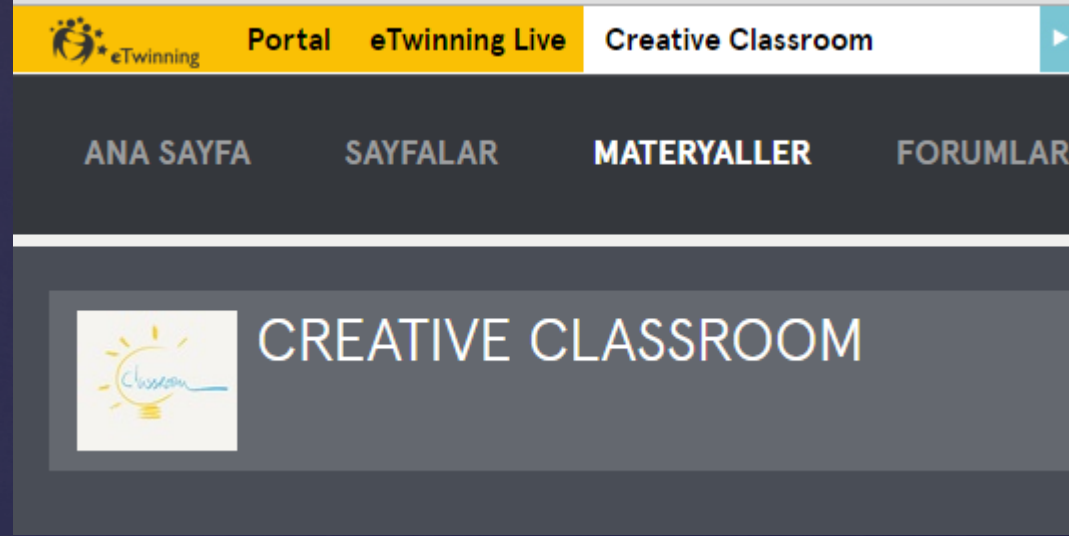 eTwinning Portal eTwinning Live Creative Classroom
ANA SAYFA SAYFALAR MATERYALLER FORUMLAR
CREATIVE CLASSROOM
Classroom